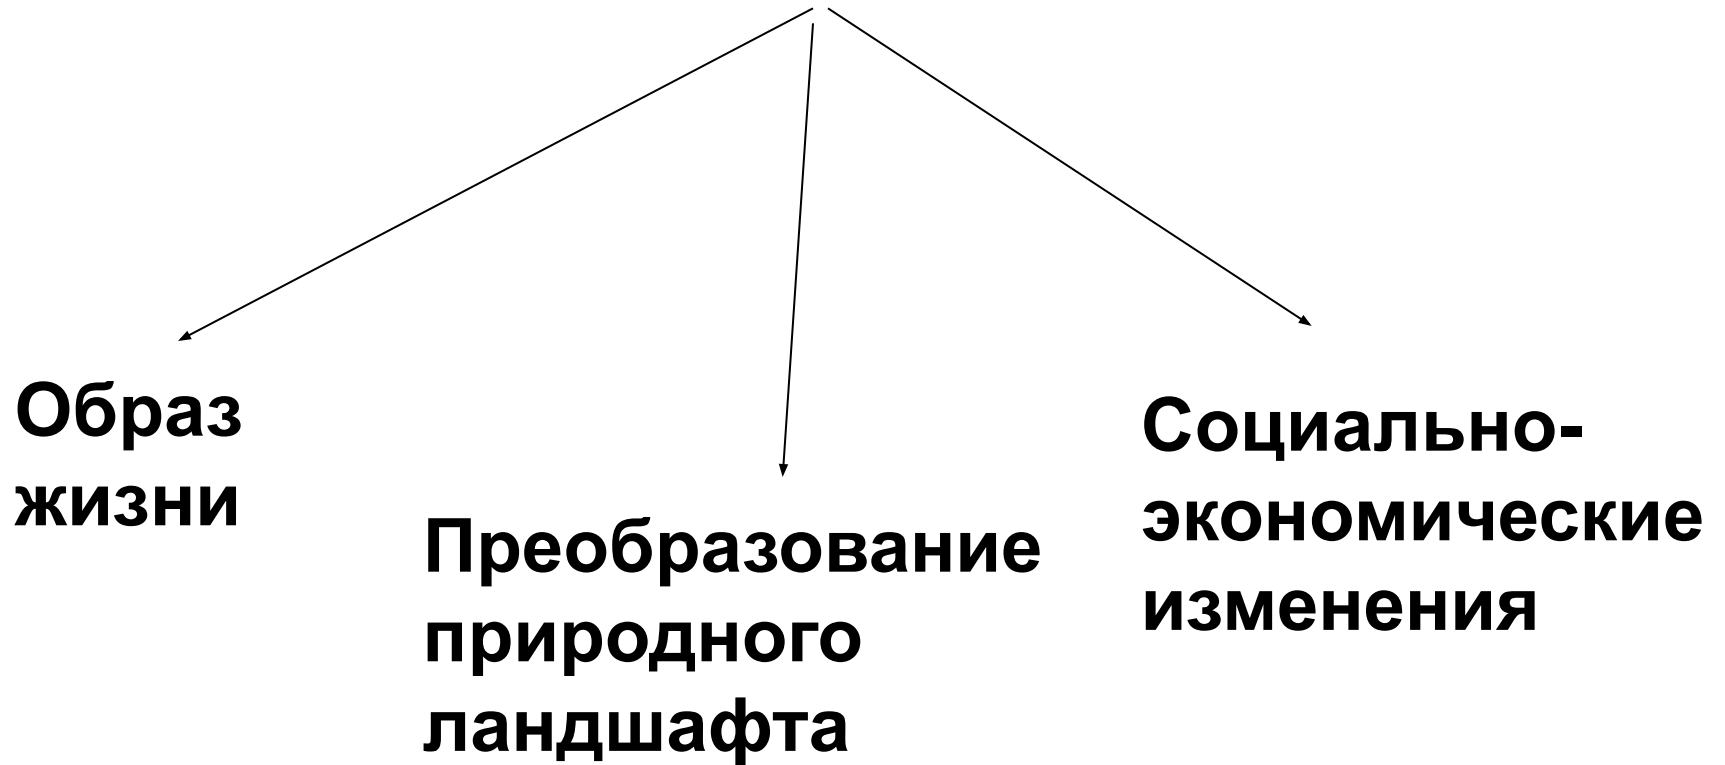 Образ
жизни
Преобразование
природного
ландшафта
Социально-
экономические
изменения